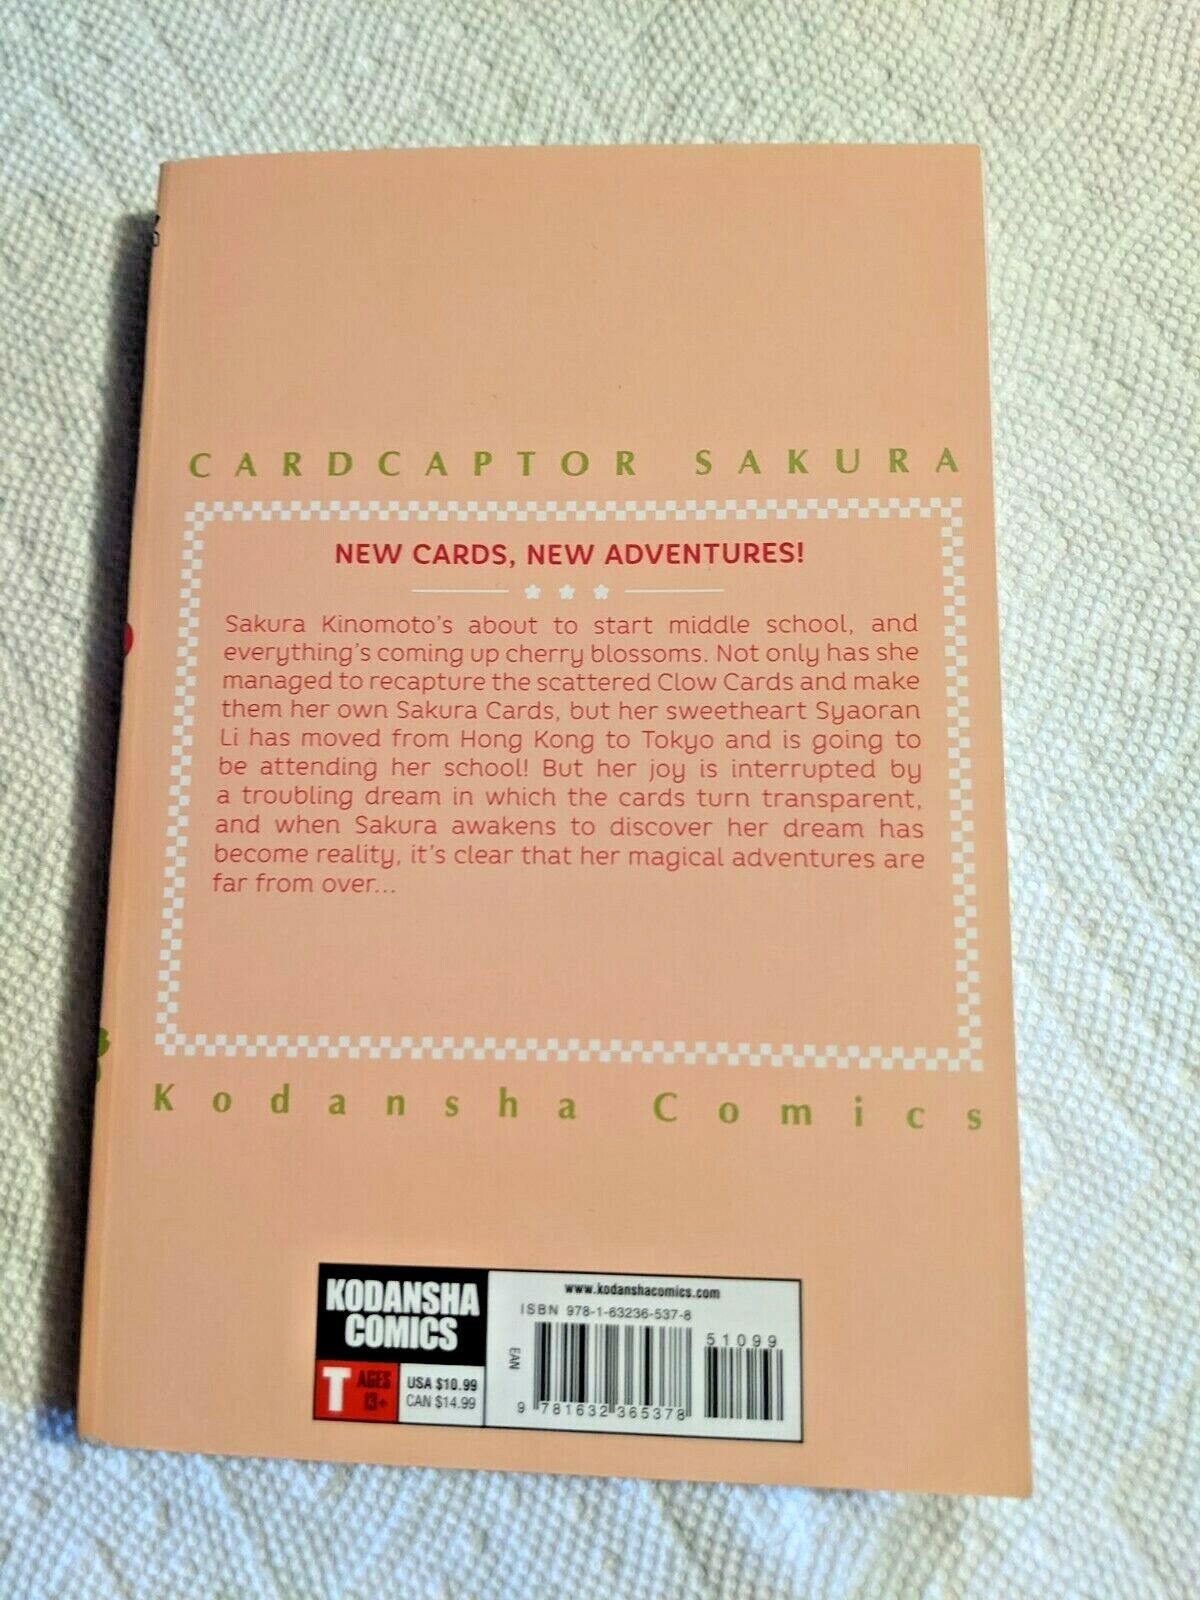 CARDCAPTOR SAKURA
NEW CARDS, NEW ADVENTURES!
Sakura Kinomoto's about to start middle school, and
everything's coming up cherry blossoms. Not only has she
managed to recapture the scattered Clow Cards and make
them her own Sakura Cards, but her sweetheart Syaoran
Li has moved from Hong Kong to Tokyo and is going to
be attending her school! But her joy is interrupted by
a troubling dream in which the cards turn transparent,
and when Sakura awakens to discover her dream has
become reality, it's clear that her magical adventures are
far from over...
Kodansha Comics
KODANSHA
COMICS
T
AGES
13+
USA $10.99
CAN $14.99
www.kodanshacomics.com
ISBN 978-1-63236-537-8
51099
EAN
9 781632 365378